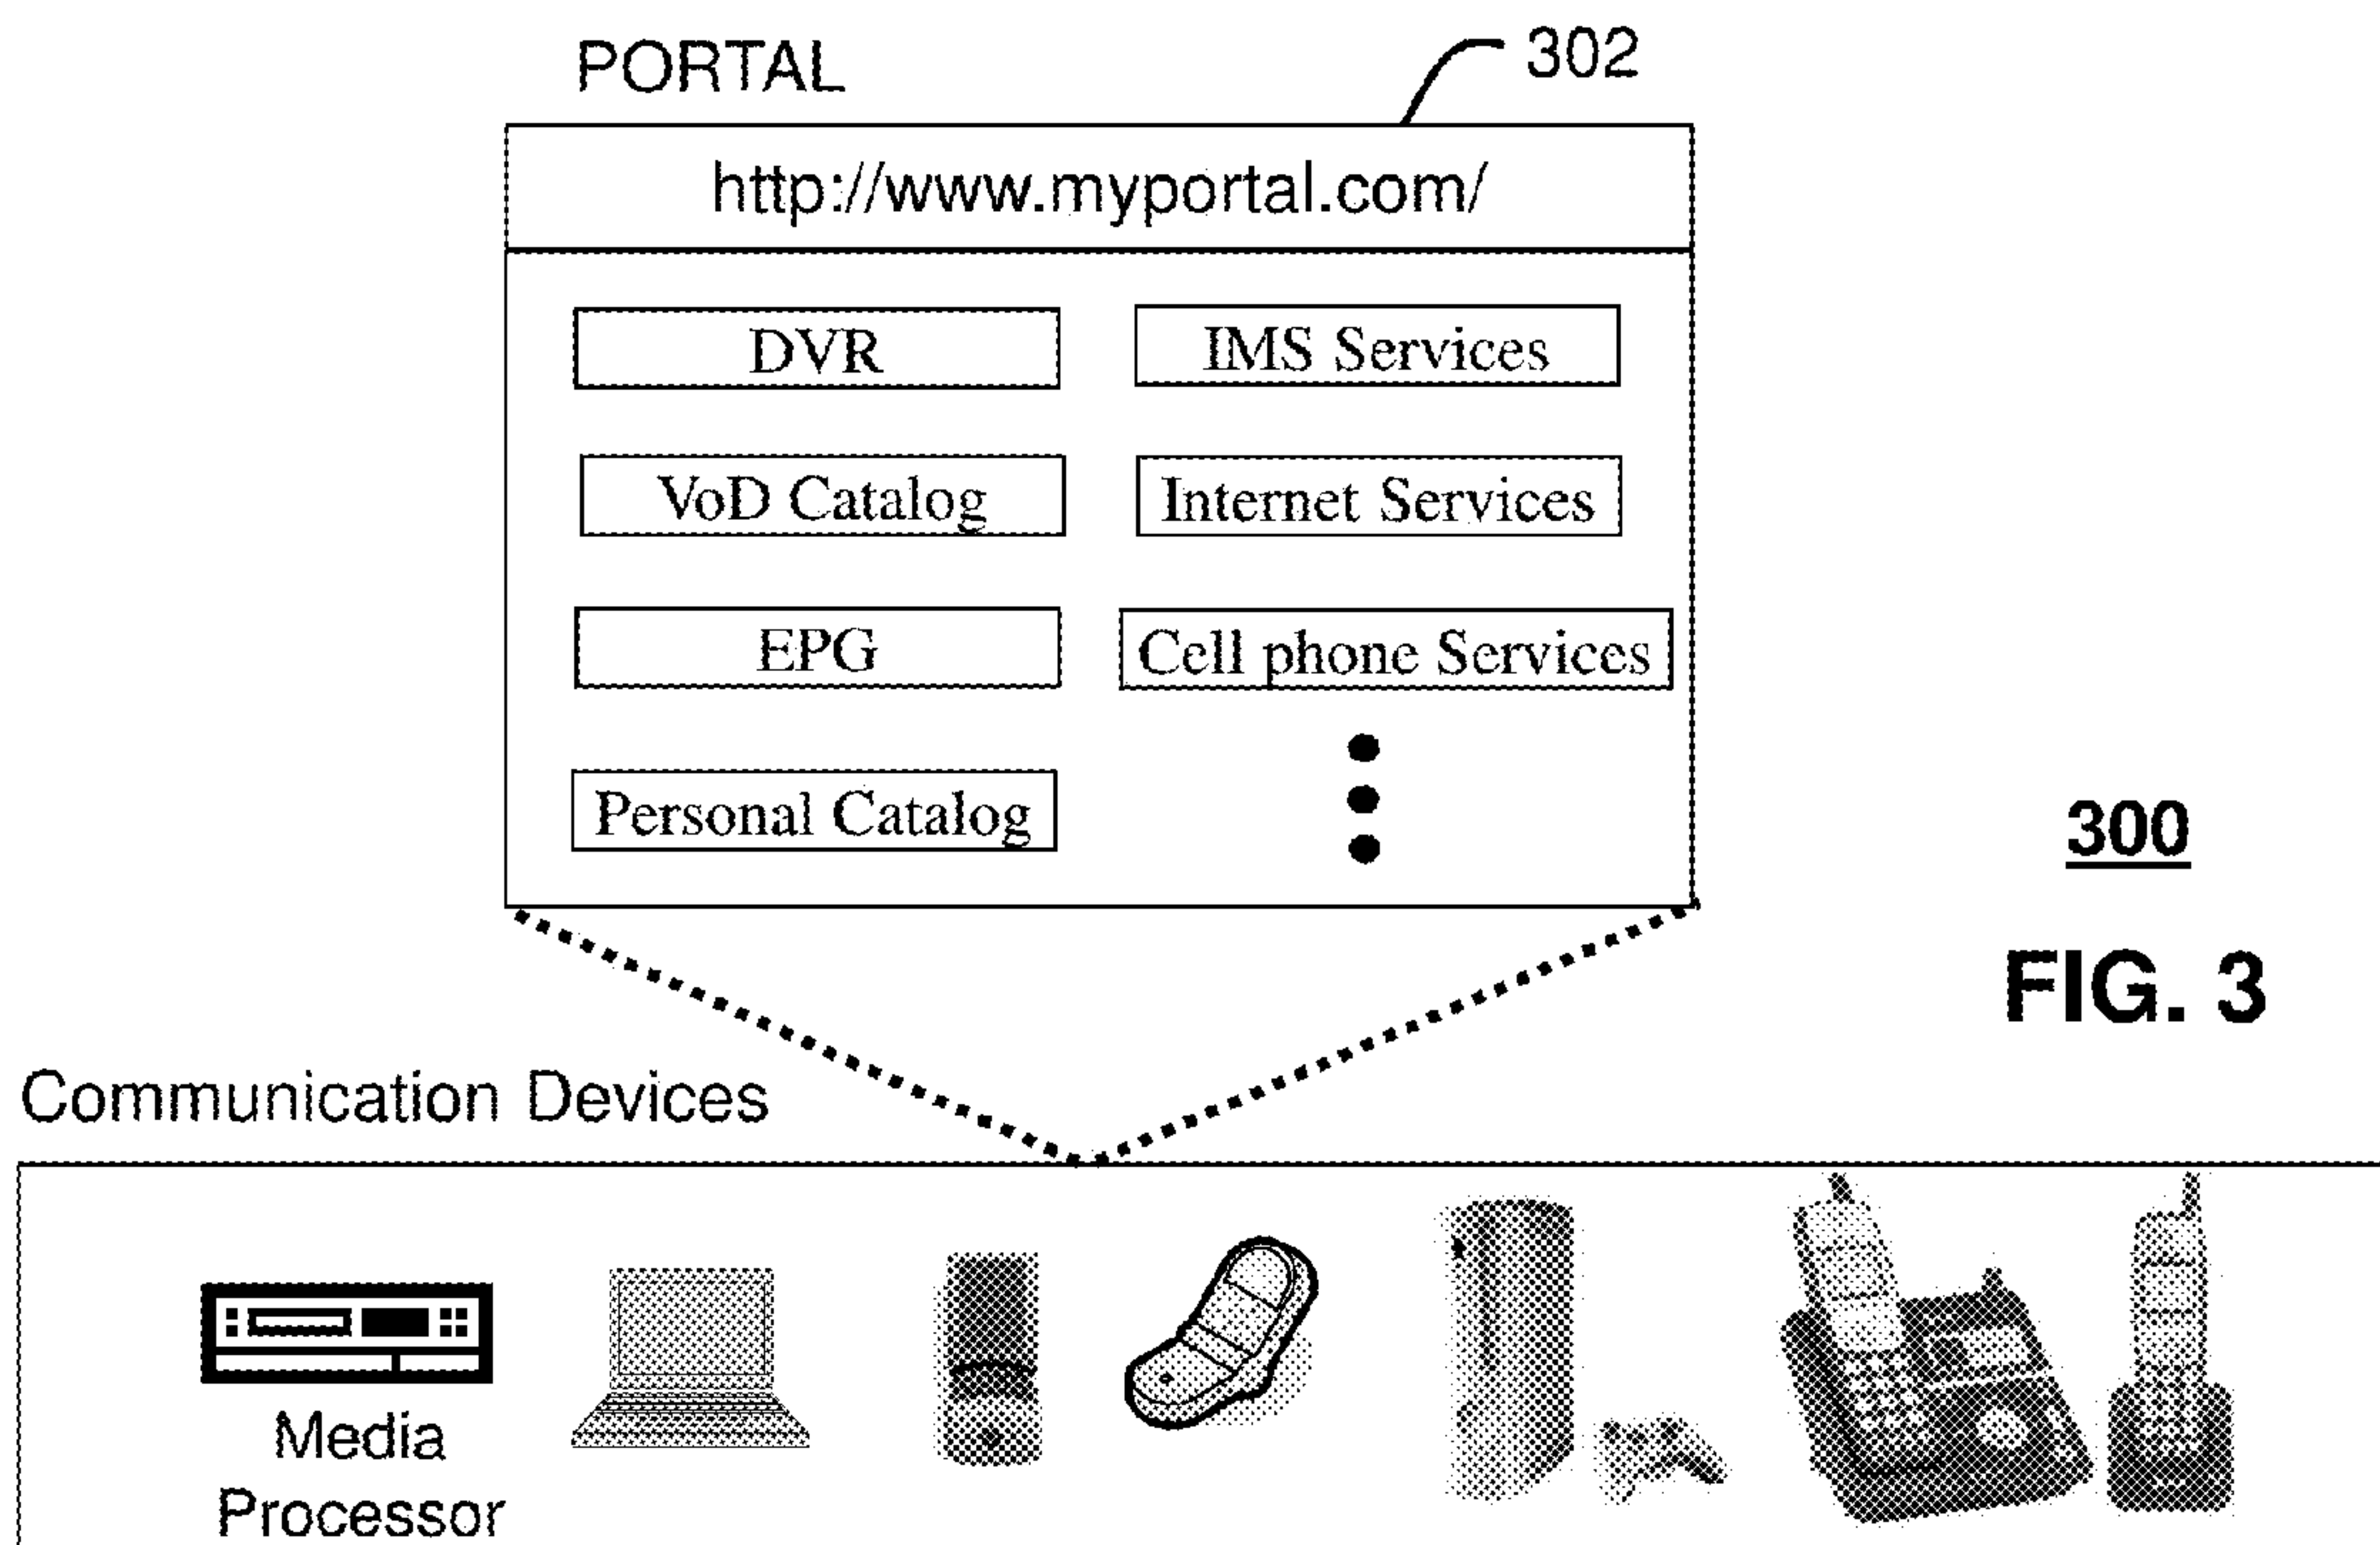 PORTAL
302
http://www.myportal.com/
DVR
IMS Services
VoD Catalog
Internet Services
EPG
Cell phone Services
Personal Catalog
300
FIG. 3
Communication Devices
Media
Processor